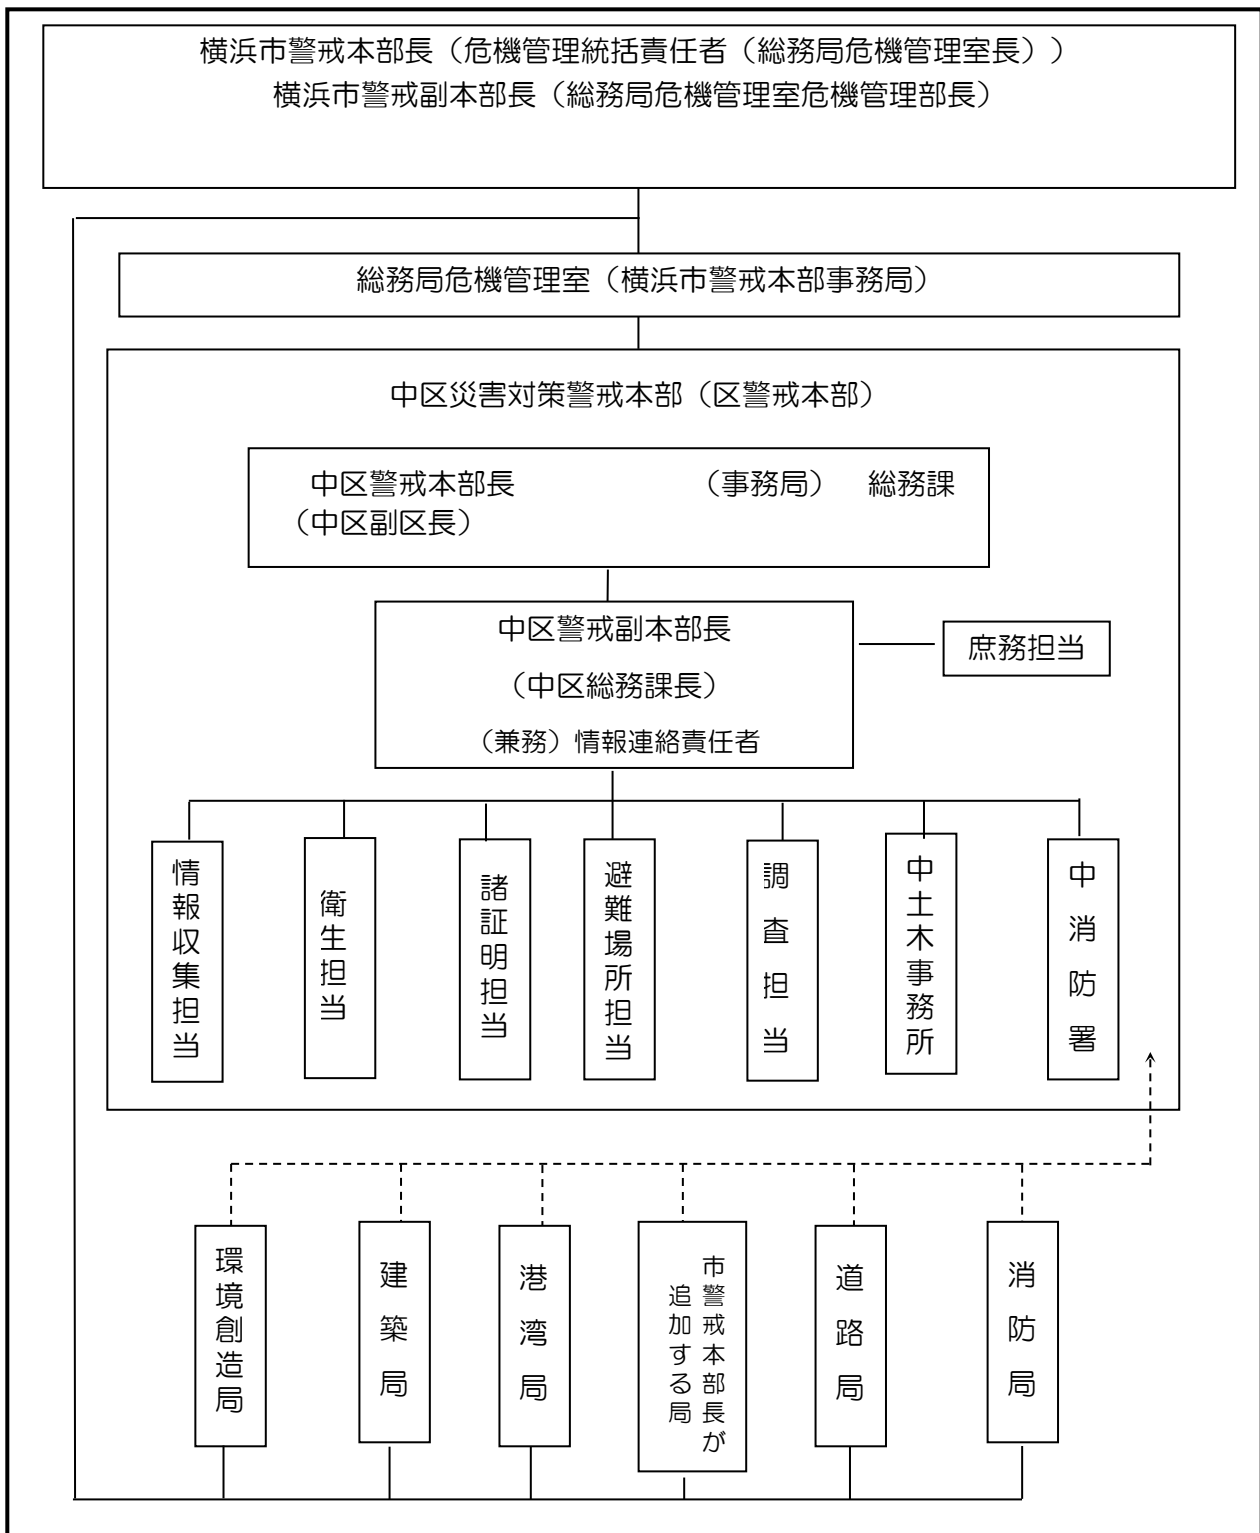 横浜市警戒本部長（危機管理統括責任者（総務局危機管理室長））
横浜市警戒副本部長（総務局危機管理室危機管理部長）
総務局危機管理室（横浜市警戒本部事務局）
中区災害対策警戒本部（区警戒本部）
中区警戒本部長　（事務局）　総務課
（中区副区長）
中区警戒副本部長
（中区総務課長）
（兼務）情報連絡責任者
庶務担当
情報収集担当
衛生担当
諸証明担当
避難場所担当
調査担当
中土木事務所
中消防署
環境創造局
建築局
港湾局
市警戒本部長が
追加する局
道路局
消防局